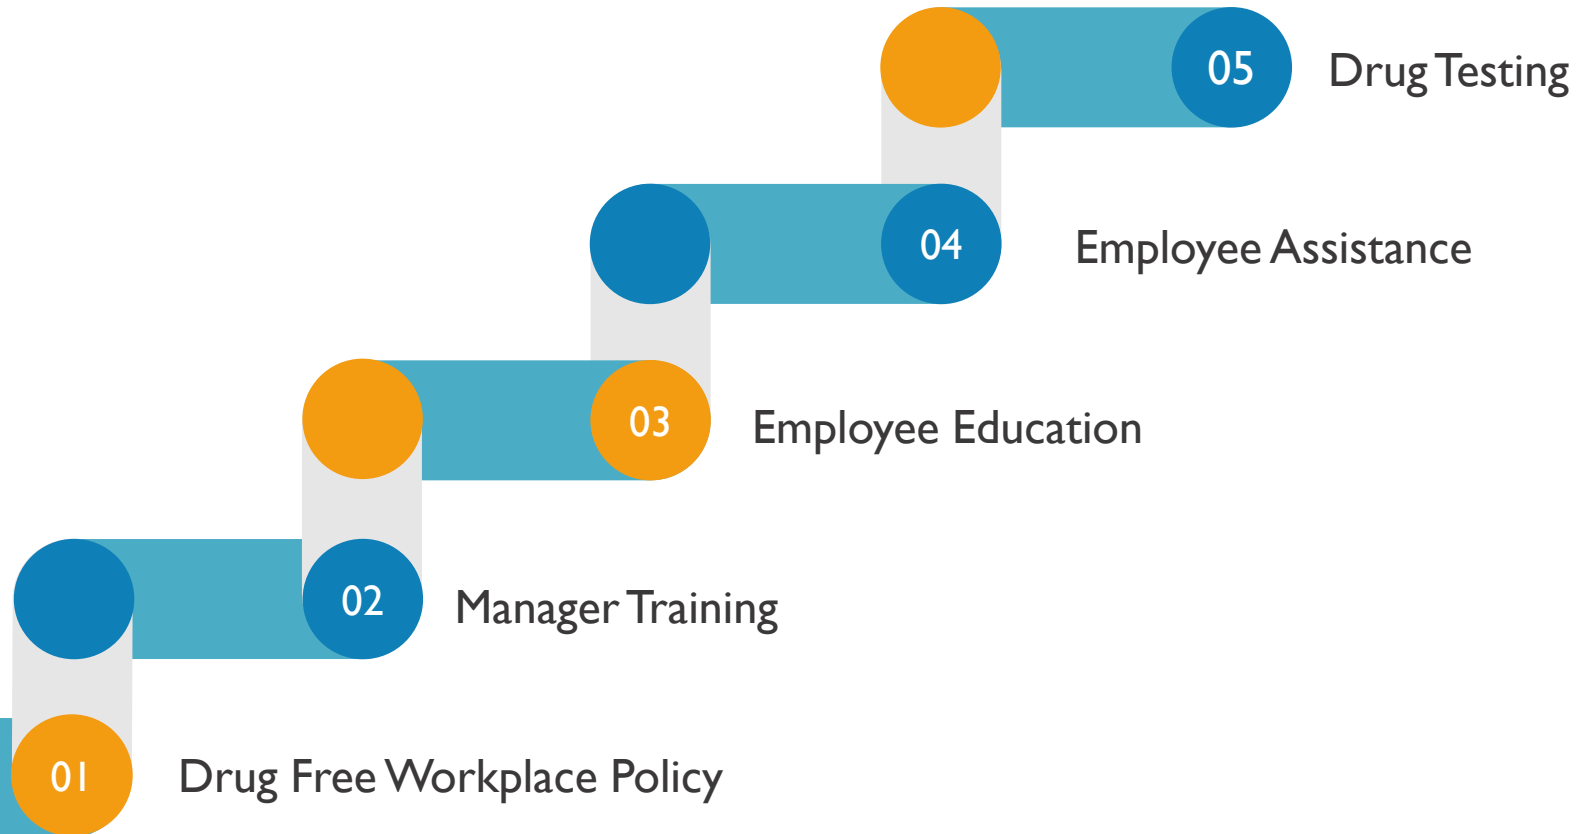 05 Drug Testing
04 Employee Assistance
03 Employee Education
02 Manager Training
01 Drug Free Workplace Policy